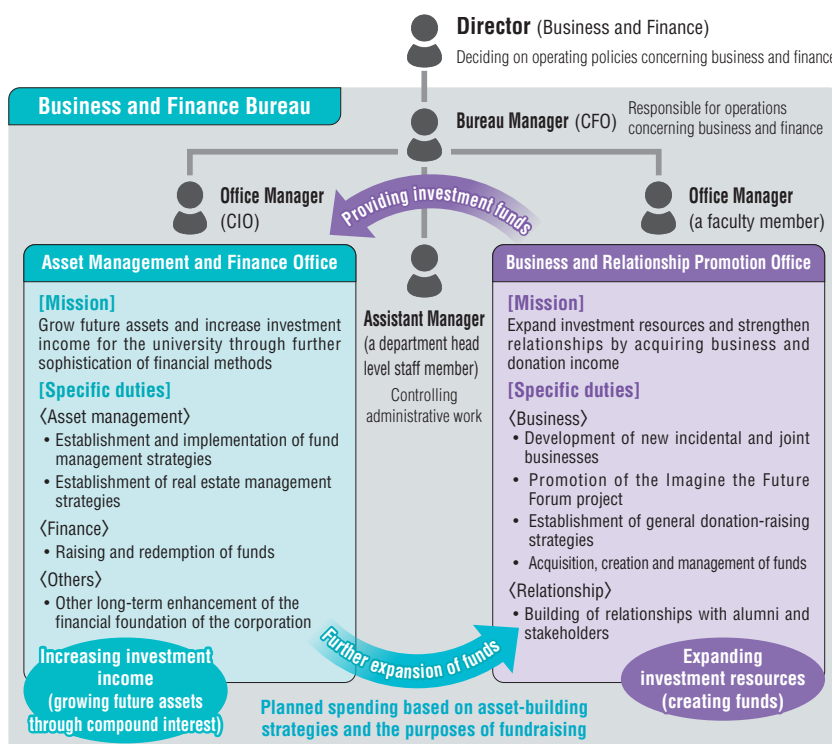 Director (Business and Finance)
Deciding on operating policies concerning business and finance
Business and Finance Bureau
Bureau Manager (CFO)
Responsible for operations
concerning business and finance
Office Manager
(CIO)
Providing investment funds
Office Manager
(a faculty member)
Asset Management and Finance Office
[Mission]
Grow future assets and increase investment
income for the university through further
sophistication of financial methods
[Specific duties]
〈Asset management〉
• Establishment and implementation of fund
management strategies
• Establishment of real estate management
strategies
〈Finance〉
• Raising and redemption of funds
〈Others〉
• Other long-term enhancement of the
financial foundation of the corporation
Increasing investment
income
(growing future assets
through compound interest)
Assistant Manager
(a department head
level staff member)
Controlling
administrative work
Business and Relationship Promotion Office
[Mission]
Expand investment resources and strengthen
relationships by acquiring business and
donation income
[Specific duties]
〈Business〉
• Development of new incidental and joint
businesses
• Promotion of the Imagine the Future
Forum project
• Establishment of general donation-raising
strategies
• Acquisition, creation and management of funds
〈Relationship〉
• Building of relationships with alumni and
stakeholders
Expanding
investment resources
(creating funds)
Further expansion of funds
Planned spending based on asset-building
strategies and the purposes of fundraising